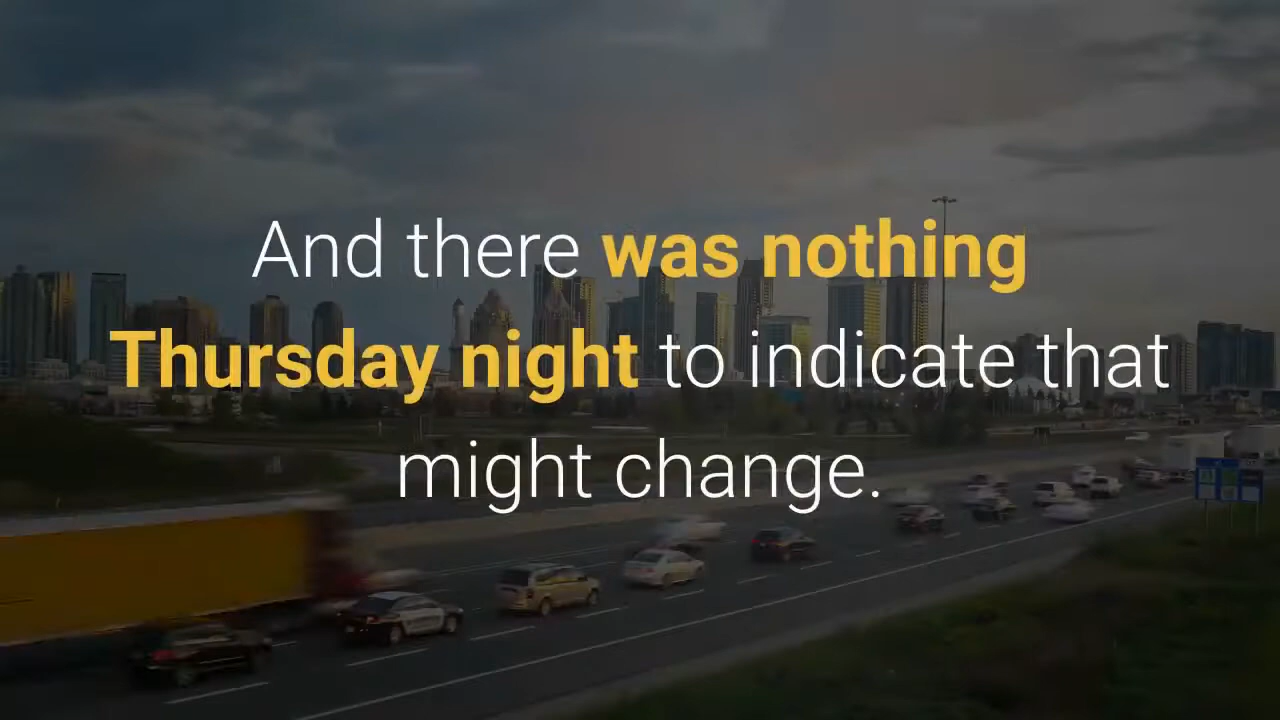 And there was nothing
Thursday night to indicate that
might change.